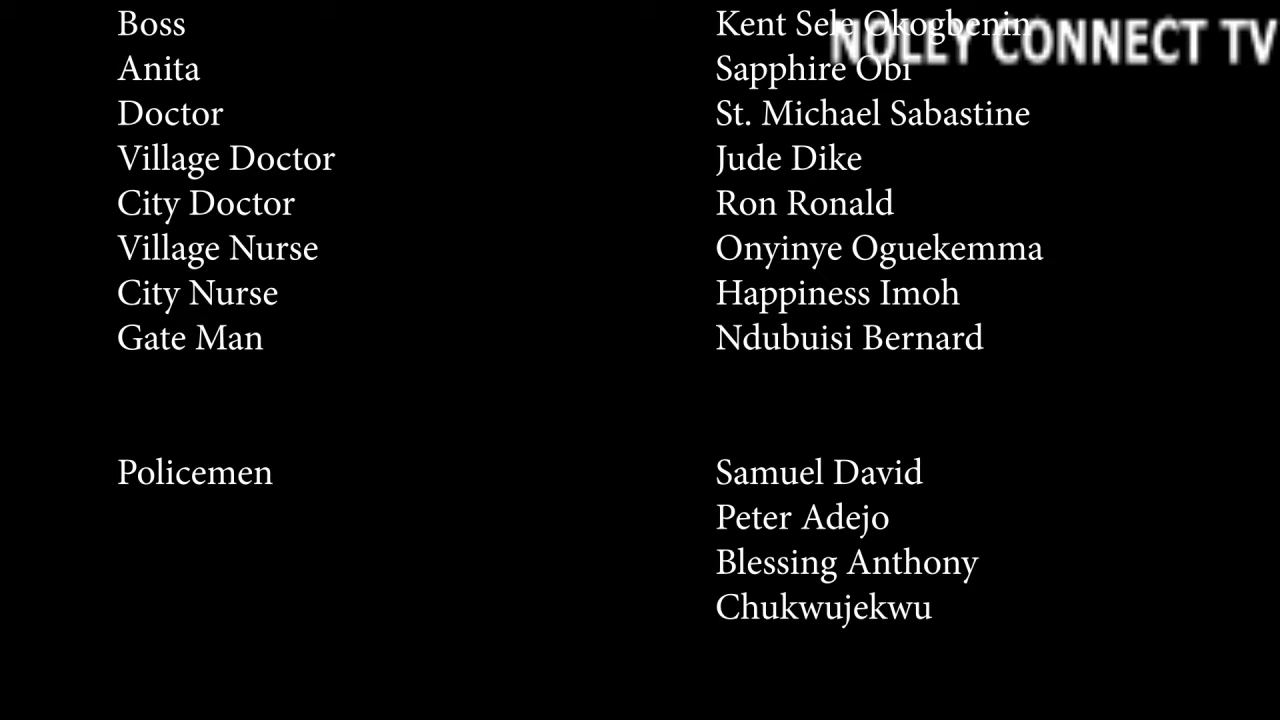 Boss Kent Sele Okogbenin
NOLLY CONNECT TV
Anita Sapphire Obi
Doctor St. Michael Sabastine
Village Doctor Jude Dike
City Doctor Ron Ronald
Village Nurse Onyinye Oguekemma
City Nurse Happiness Imoh
Gate Man Ndubuisi Bernard
Policemen Samuel David
Peter Adejo
Blessing Anthony
Chukwujekwu